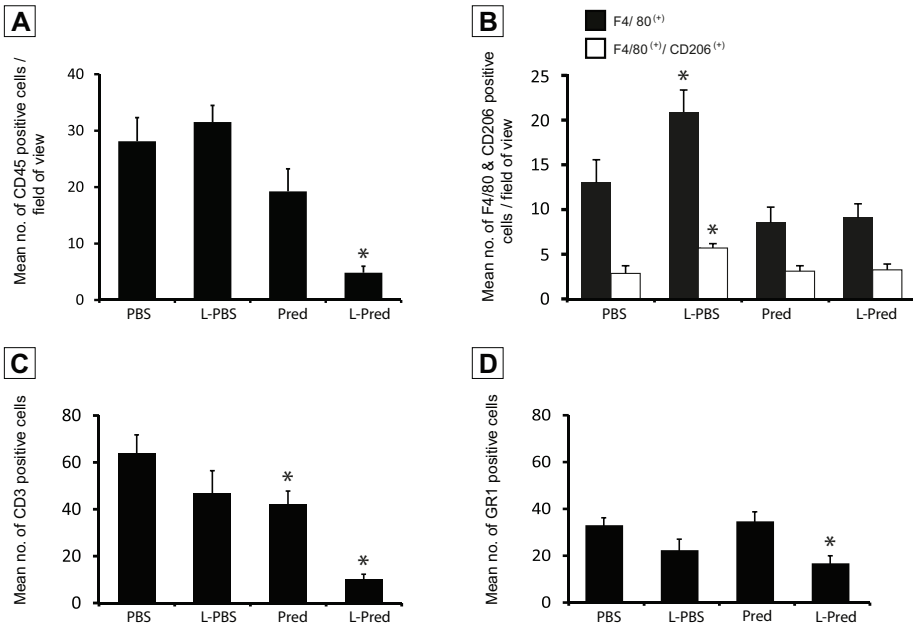 A
Mean no. of CD45 positive cells /
field of view
40
30
20
10
0
*
PBS L-PBS Pred L-Pred
B
F4/ 80 (+)
F4/80 (+)/ CD206 (+)
Mean no. of F4/80 & CD206 positive
cells / field of view
25
20
15
10
5
0
*
*
PBS L-PBS Pred L-Pred
C
Mean no. of CD3 positive cells
80
60
40
20
0
*
*
PBS L-PBS Pred L-Pred
D
Mean no. of GR1 positive cells
80
60
40
20
0
*
PBS L-PBS Pred L-Pred